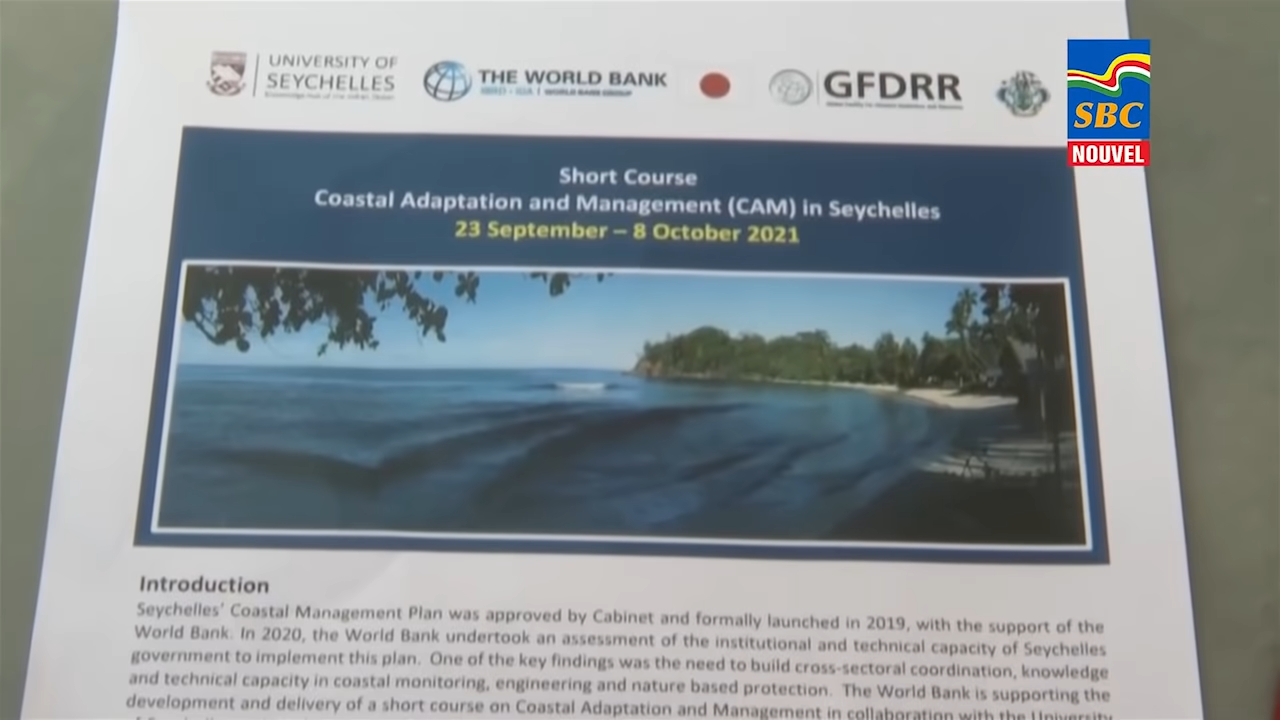 UNIVERSITY OF
SEYCHELLES
THE WORLD BANK
IBRD • IDA | WORLD BANK GROUP
GFDRR
SBC
NOUVEL
Short Course
Coastal Adaptation and Management (CAM) in Seychelles
23 September – 8 October 2021
Introduction
Seychelles' Coastal Management Plan was approved by Cabinet and formally launched in 2019, with the support of the
World Bank. In 2020, the World Bank undertook an assessment of the institutional and technical capacity of Seychelles
government to implement this plan. One of the key findings was the need to build cross-sectoral coordination, knowledge
and technical capacity in coastal monitoring, engineering and nature based protection. The World Bank is supporting the
development and delivery of a short course on Coastal Adaptation and Management in collaboration with the University